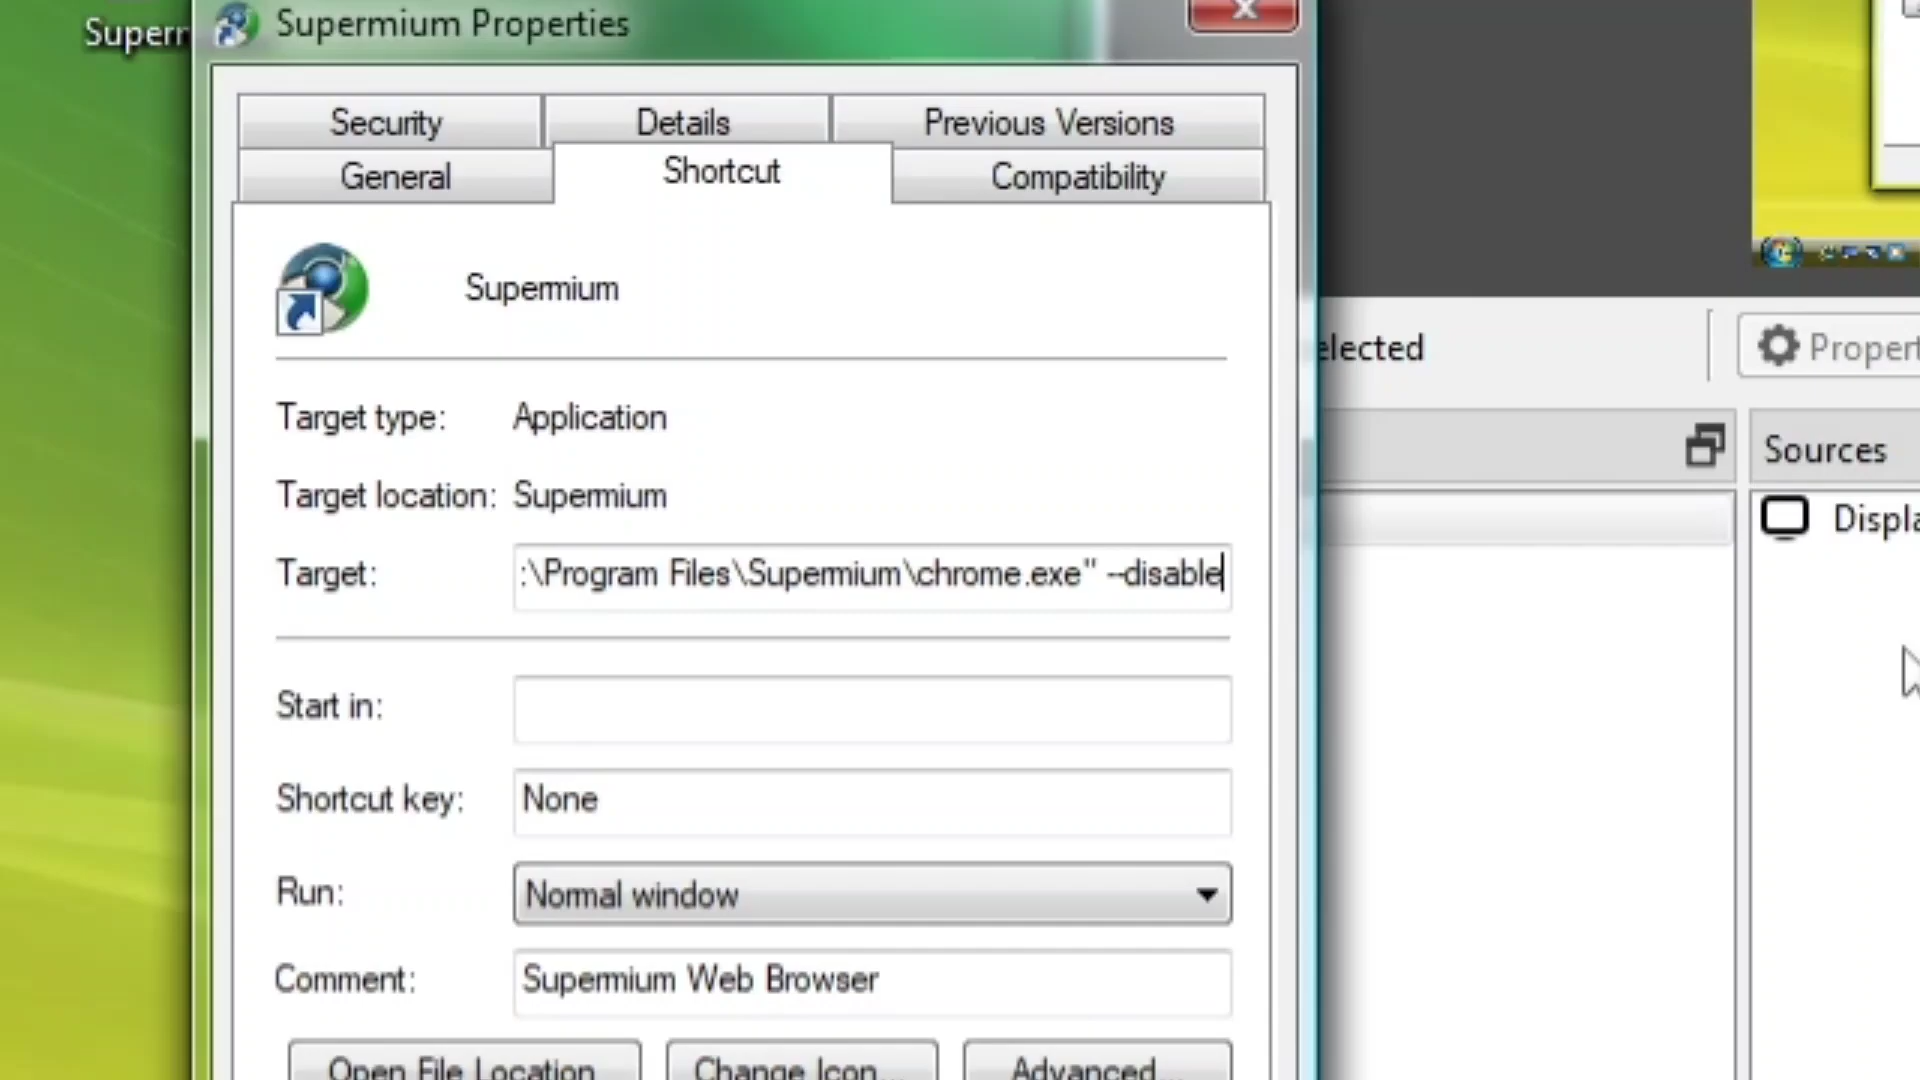 Superm
Supermium Properties
Security
Details
Previous Versions
General
Shortcut
Compatibility
Supermium
Target type:
Application
Target location:
Supermium
Target:
:\Program Files\Supermium\chrome.exe" --disable
Start in:
Shortcut key:
None
Run:
Normal window
Comment:
Supermium Web Browser
Open File Location
Change Icon...
Advanced...
elected
Propert
Sources
Displa